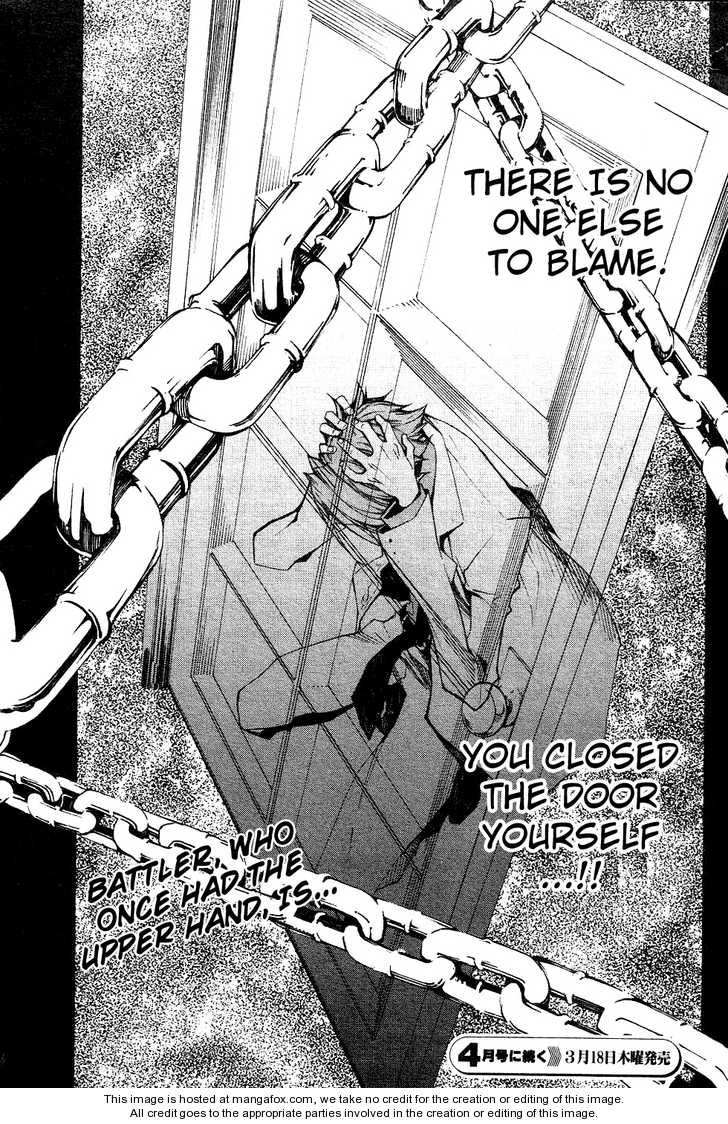 THERE IS NO
ONE ELSE
TO BLAME.
YOU CLOSED
THE DOOR
YOURSELF
...!!
BATTLER, WHO
ONCE HAD THE
UPPER HAND, IS...
4月号に続く 》》》 3月18日木曜発売
This image is hosted at mangafox.com, we take no credit for the creation or editing of this image.
All credit goes to the appropriate parties involved in the creation or editing of this image.